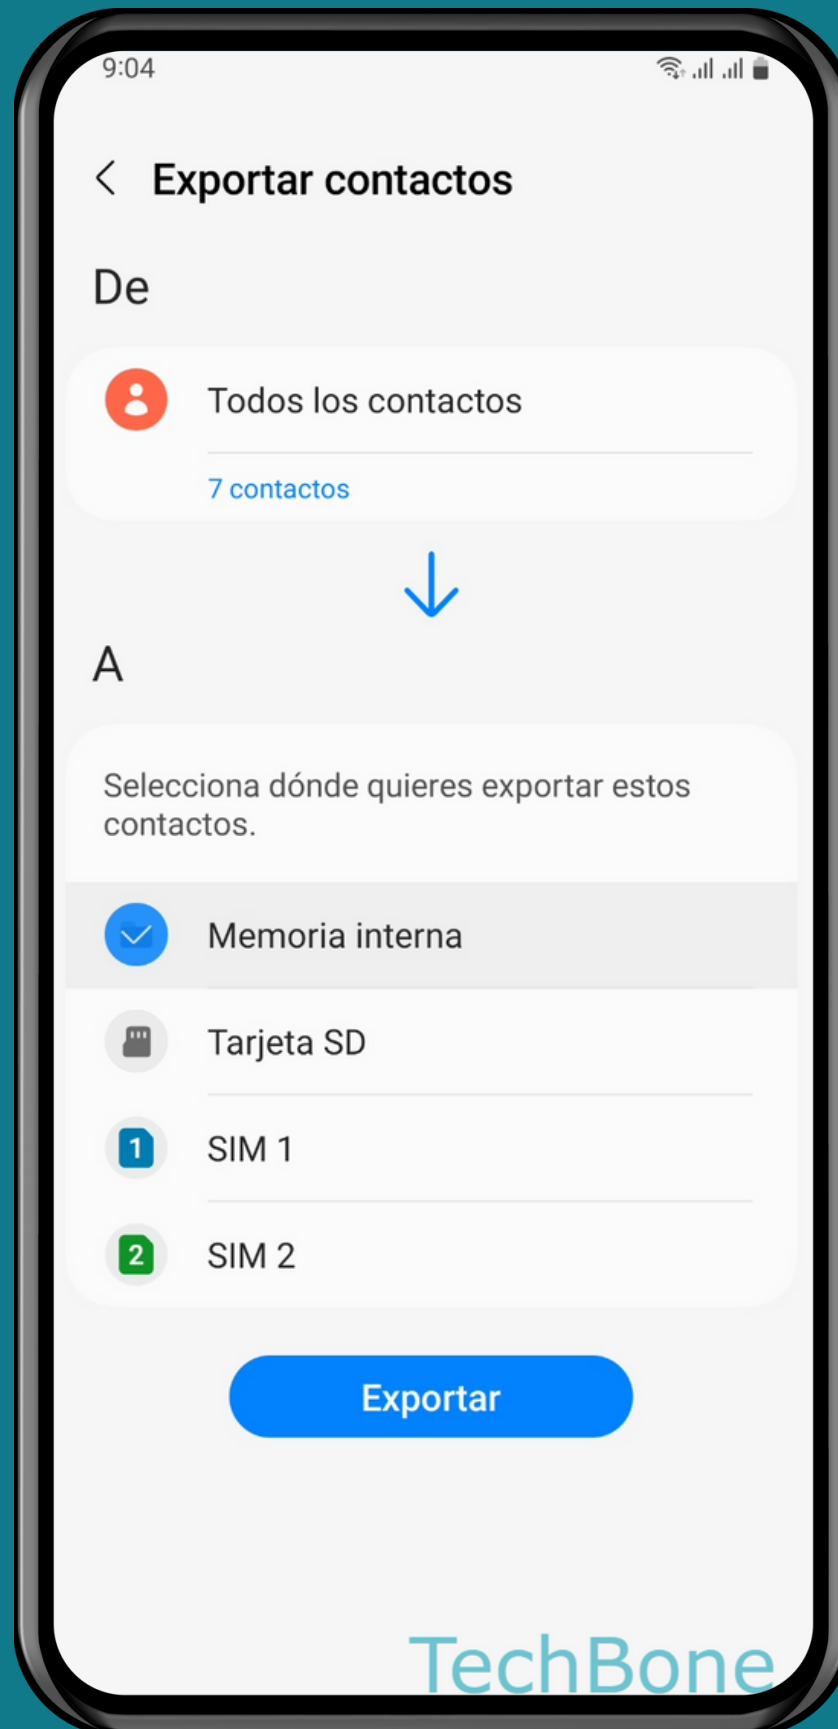 9:04
Exportar contactos
De
Todos los contactos
7 contactos
A
Selecciona dónde quieres exportar estos
contactos.
Memoria interna
Tarjeta SD
1 SIM 1
2 SIM 2
Exportar
TechBone